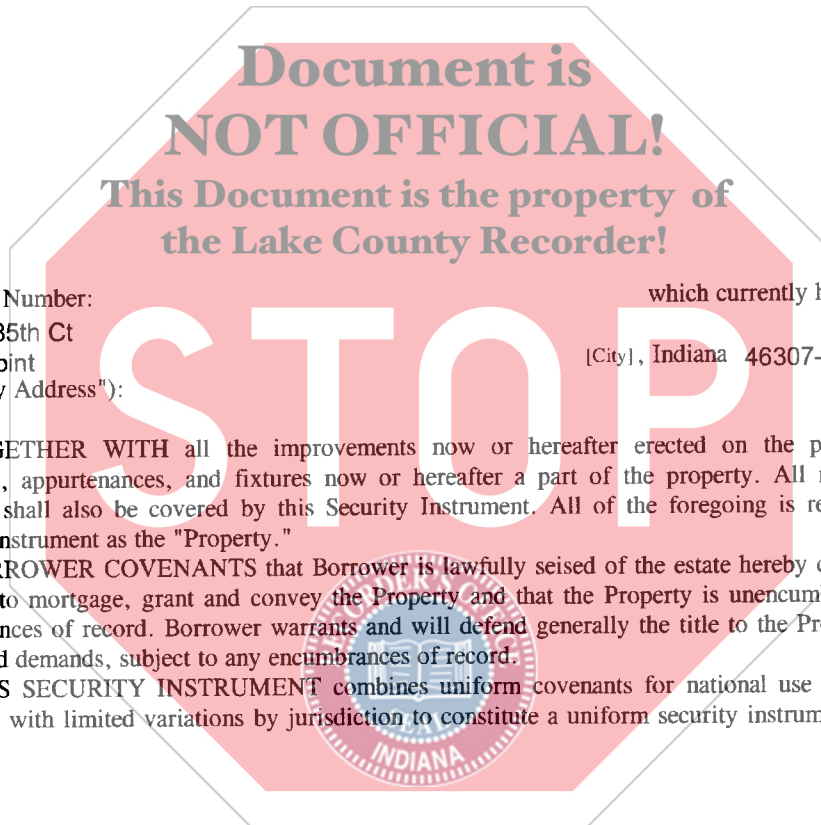 Document is
NOT OFFICIAL!
This Document is the property of
the Lake County Recorder!
Number: which currently h
35th Ct
oint [City], Indiana 46307-
y Address"):
STOP
GETHER WITH all the improvements now or hereafter erected on the p
, appurtenances, and fixtures now or hereafter a part of the property. All
shall also be covered by this Security Instrument. All of the foregoing is re
nstrument as the "Property."
RROWER COVENANTS that Borrower is lawfully seised of the estate hereby
to mortgage, grant and convey the Property and that the Property is unencum
nces of record. Borrower warrants and will defend generally the title to the Pr
d demands, subject to any encumbrances of record.
S SECURITY INSTRUMENT combines uniform covenants for national use
with limited variations by jurisdiction to constitute a uniform security instrum
SEAL
INDIANA